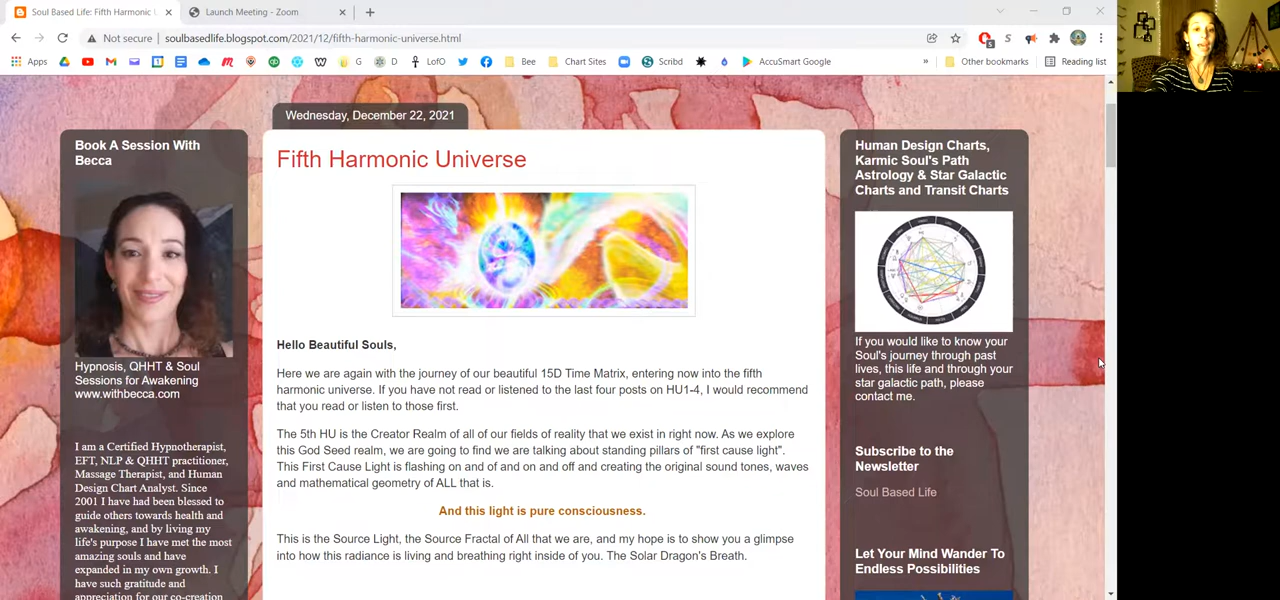 Soul Based Life: Fifth Harmonic U
Launch Meeting - Zoom
Not secure
soulbasedlife.blogspot.com/2021/12/fifth-harmonic-universe.html
Apps
G
D
LofO
Bee
Chart Sites
Scribd
AccuSmart Google
»
Other bookmarks
Reading list
Wednesday, December 22, 2021
Book A Session With
Becca
Hypnosis, QHHT & Soul
Sessions for Awakening
www.withbecca.com
I am a Certified Hypnotherapist,
EFT, NLP & QHHT practitioner,
Massage Therapist, and Human
Design Chart Analyst. Since
2001 I have had been blessed to
guide others towards health and
awakening, and by living my
life's purpose I have met the most
amazing souls and have
expanded in my own growth. I
have such gratitude and
appreciation for our co-creation
Fifth Harmonic Universe
Hello Beautiful Souls,
Here we are again with the journey of our beautiful 15D Time Matrix, entering now into the fifth
harmonic universe. If you have not read or listened to the last four posts on HU1-4, I would recommend
that you read or listen to those first.
The 5th HU is the Creator Realm of all of our fields of reality that we exist in right now. As we explore
this God Seed realm, we are going to find we are talking about standing pillars of "first cause light".
This First Cause Light is flashing on and of and on and off and creating the original sound tones, waves
and mathematical geometry of ALL that is.
And this light is pure consciousness.
This is the Source Light, the Source Fractal of All that we are, and my hope is to show you a glimpse
into how this radiance is living and breathing right inside of you. The Solar Dragon's Breath.
Human Design Charts,
Karmic Soul's Path
Astrology & Star Galactic
Charts and Transit Charts
If you would like to know your
Soul's journey through past
lives, this life and through your
star galactic path, please
contact me.
Subscribe to the
Newsletter
Soul Based Life
Let Your Mind Wander To
Endless Possibilities